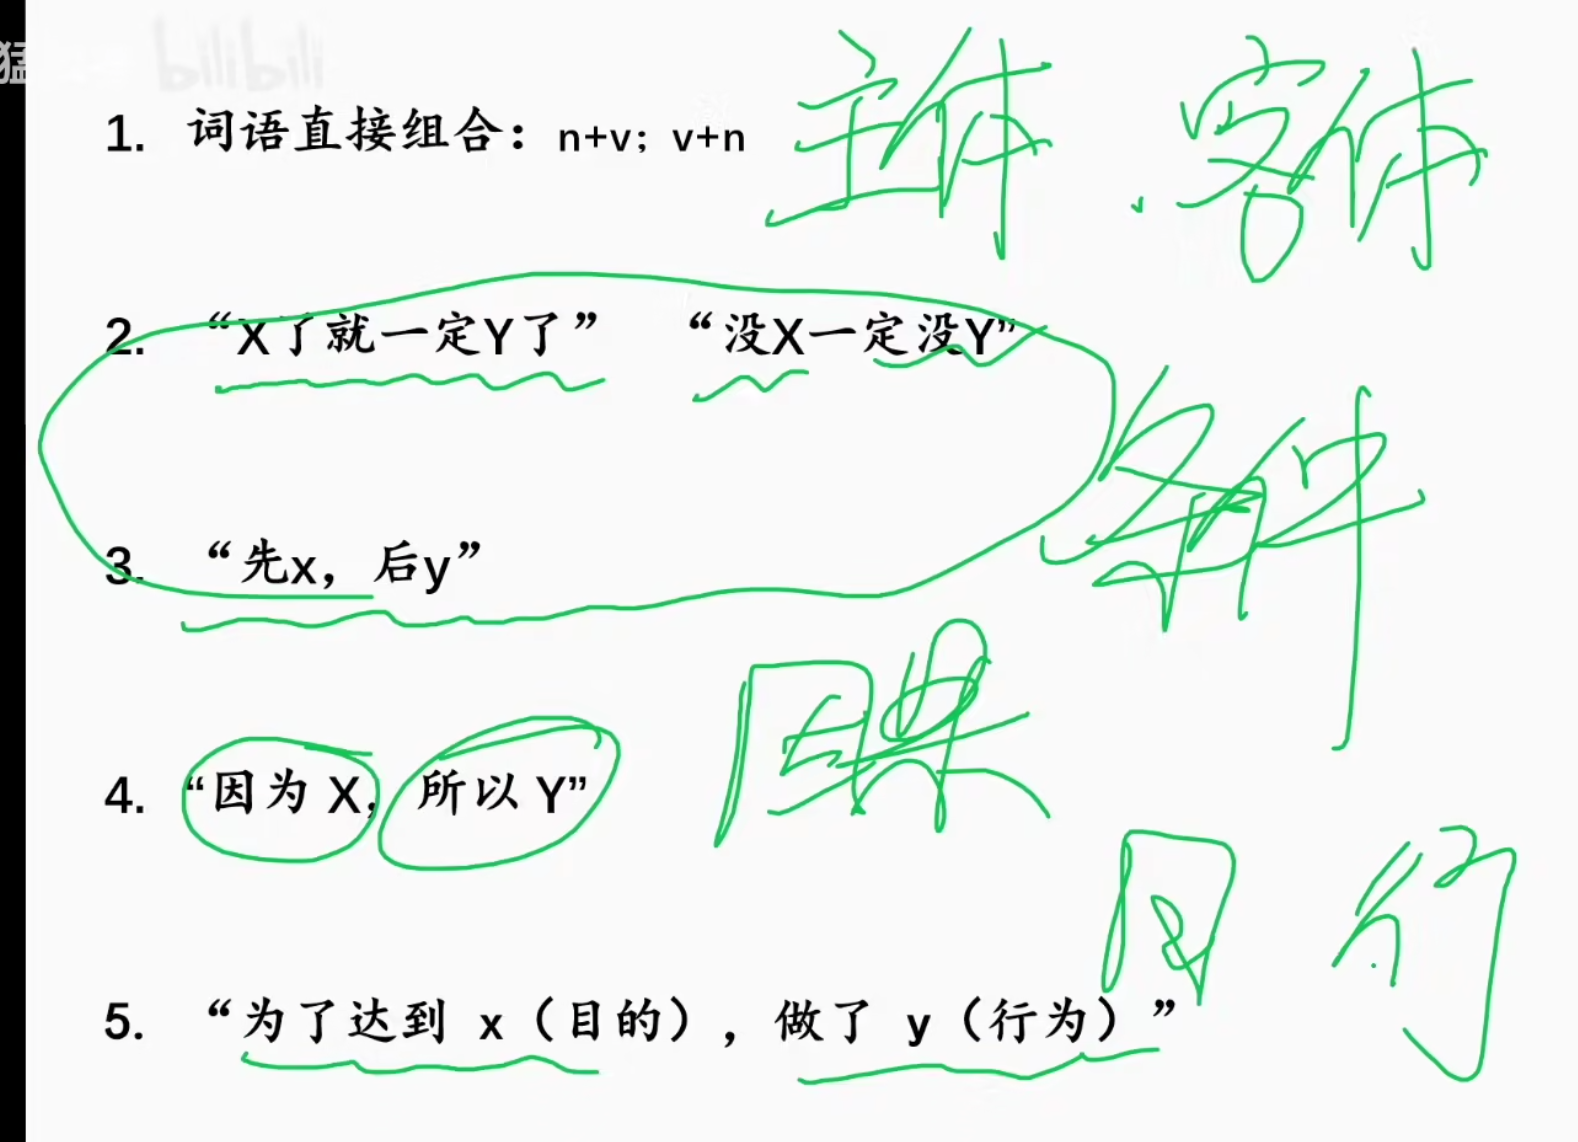 猛
bilibili
1. 词语直接组合：n+v；v+n 主体 、客体
2. “X了就一定Y了” “没X一定没Y”
条件
3. “先x，后y”
因果
4. “因为 X， 所以 Y”
目 行
5. “为了达到 x（目的），做了 y（行为）”